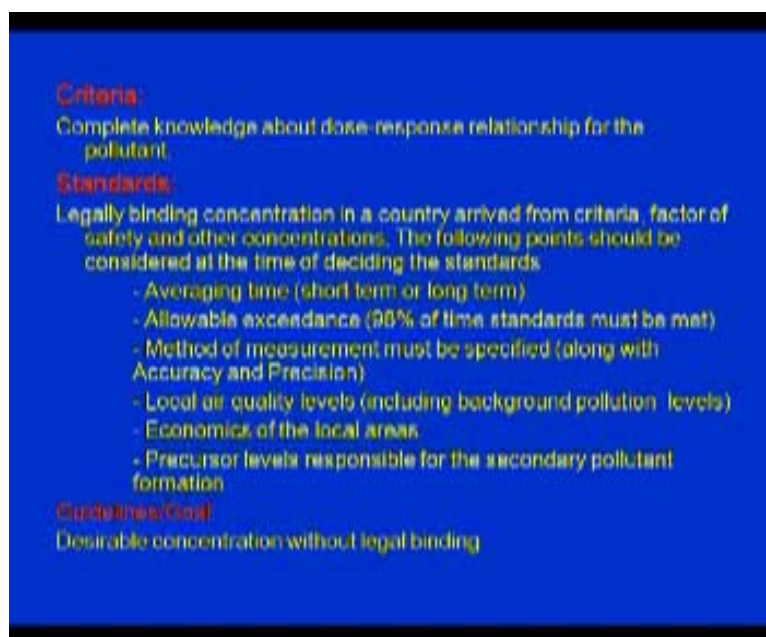 Criteria:
Complete knowledge about dose-response relationship for the
pollutant.
Standards:
Legally binding concentration in a country arrived from criteria, factor of
safety and other concentrations. The following points should be
considered at the time of deciding the standards
- Averaging time (short term or long term)
- Allowable exceedance (98% of time standards must be met)
- Method of measurement must be specified (along with
Accuracy and Precision)
- Local air quality levels (including background pollution levels)
- Economics of the local areas
- Precursor levels responsible for the secondary pollutant
formation
Guidelines/Goal
Desirable concentration without legal binding